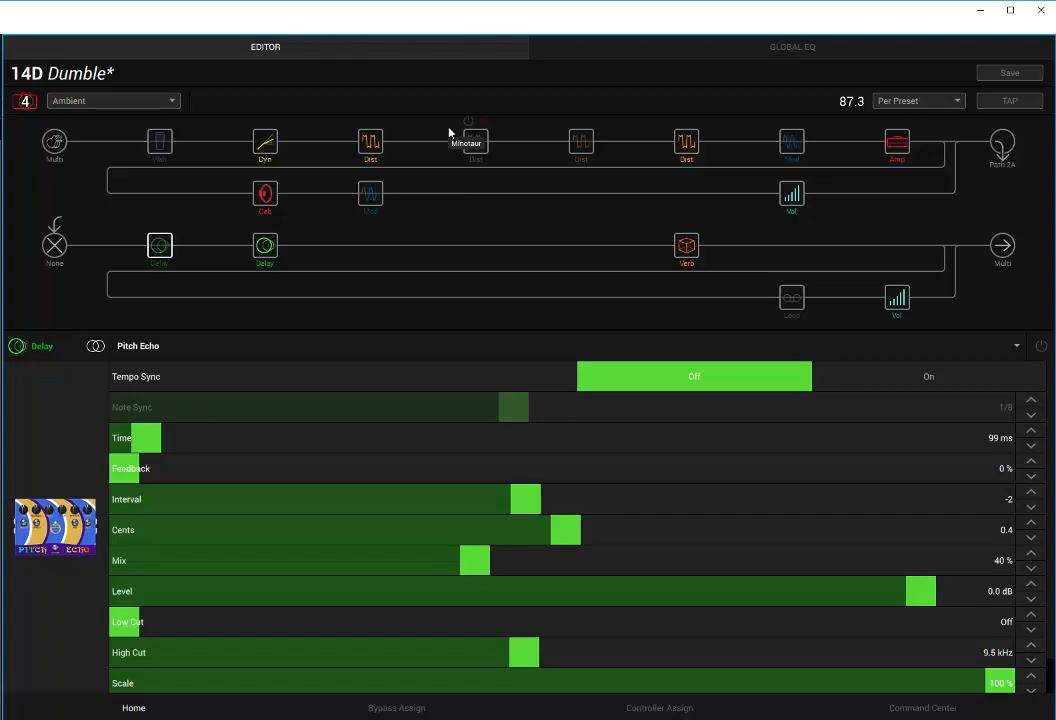 EDITOR GLOBAL EQ
14D Dumble* Save
4 Ambient 87.3 Per Preset TAP
Multi Wah Dyn Dist Dist Dist Dist Mod Amp Path 2A
Minotaur
Cab Mod Vol
None Delay Delay Verb Multi
Loop Vol
Delay Pitch Echo
Tempo Sync Off On
Note Sync 1/8
Time 99 ms
Feedback 0 %
Interval -2
Cents 0.4
Mix 40 %
Level 0.0 dB
Low Cut Off
High Cut 9.5 kHz
Scale 100 %
PITCH ECHO
Home Bypass Assign Controller Assign Command Center